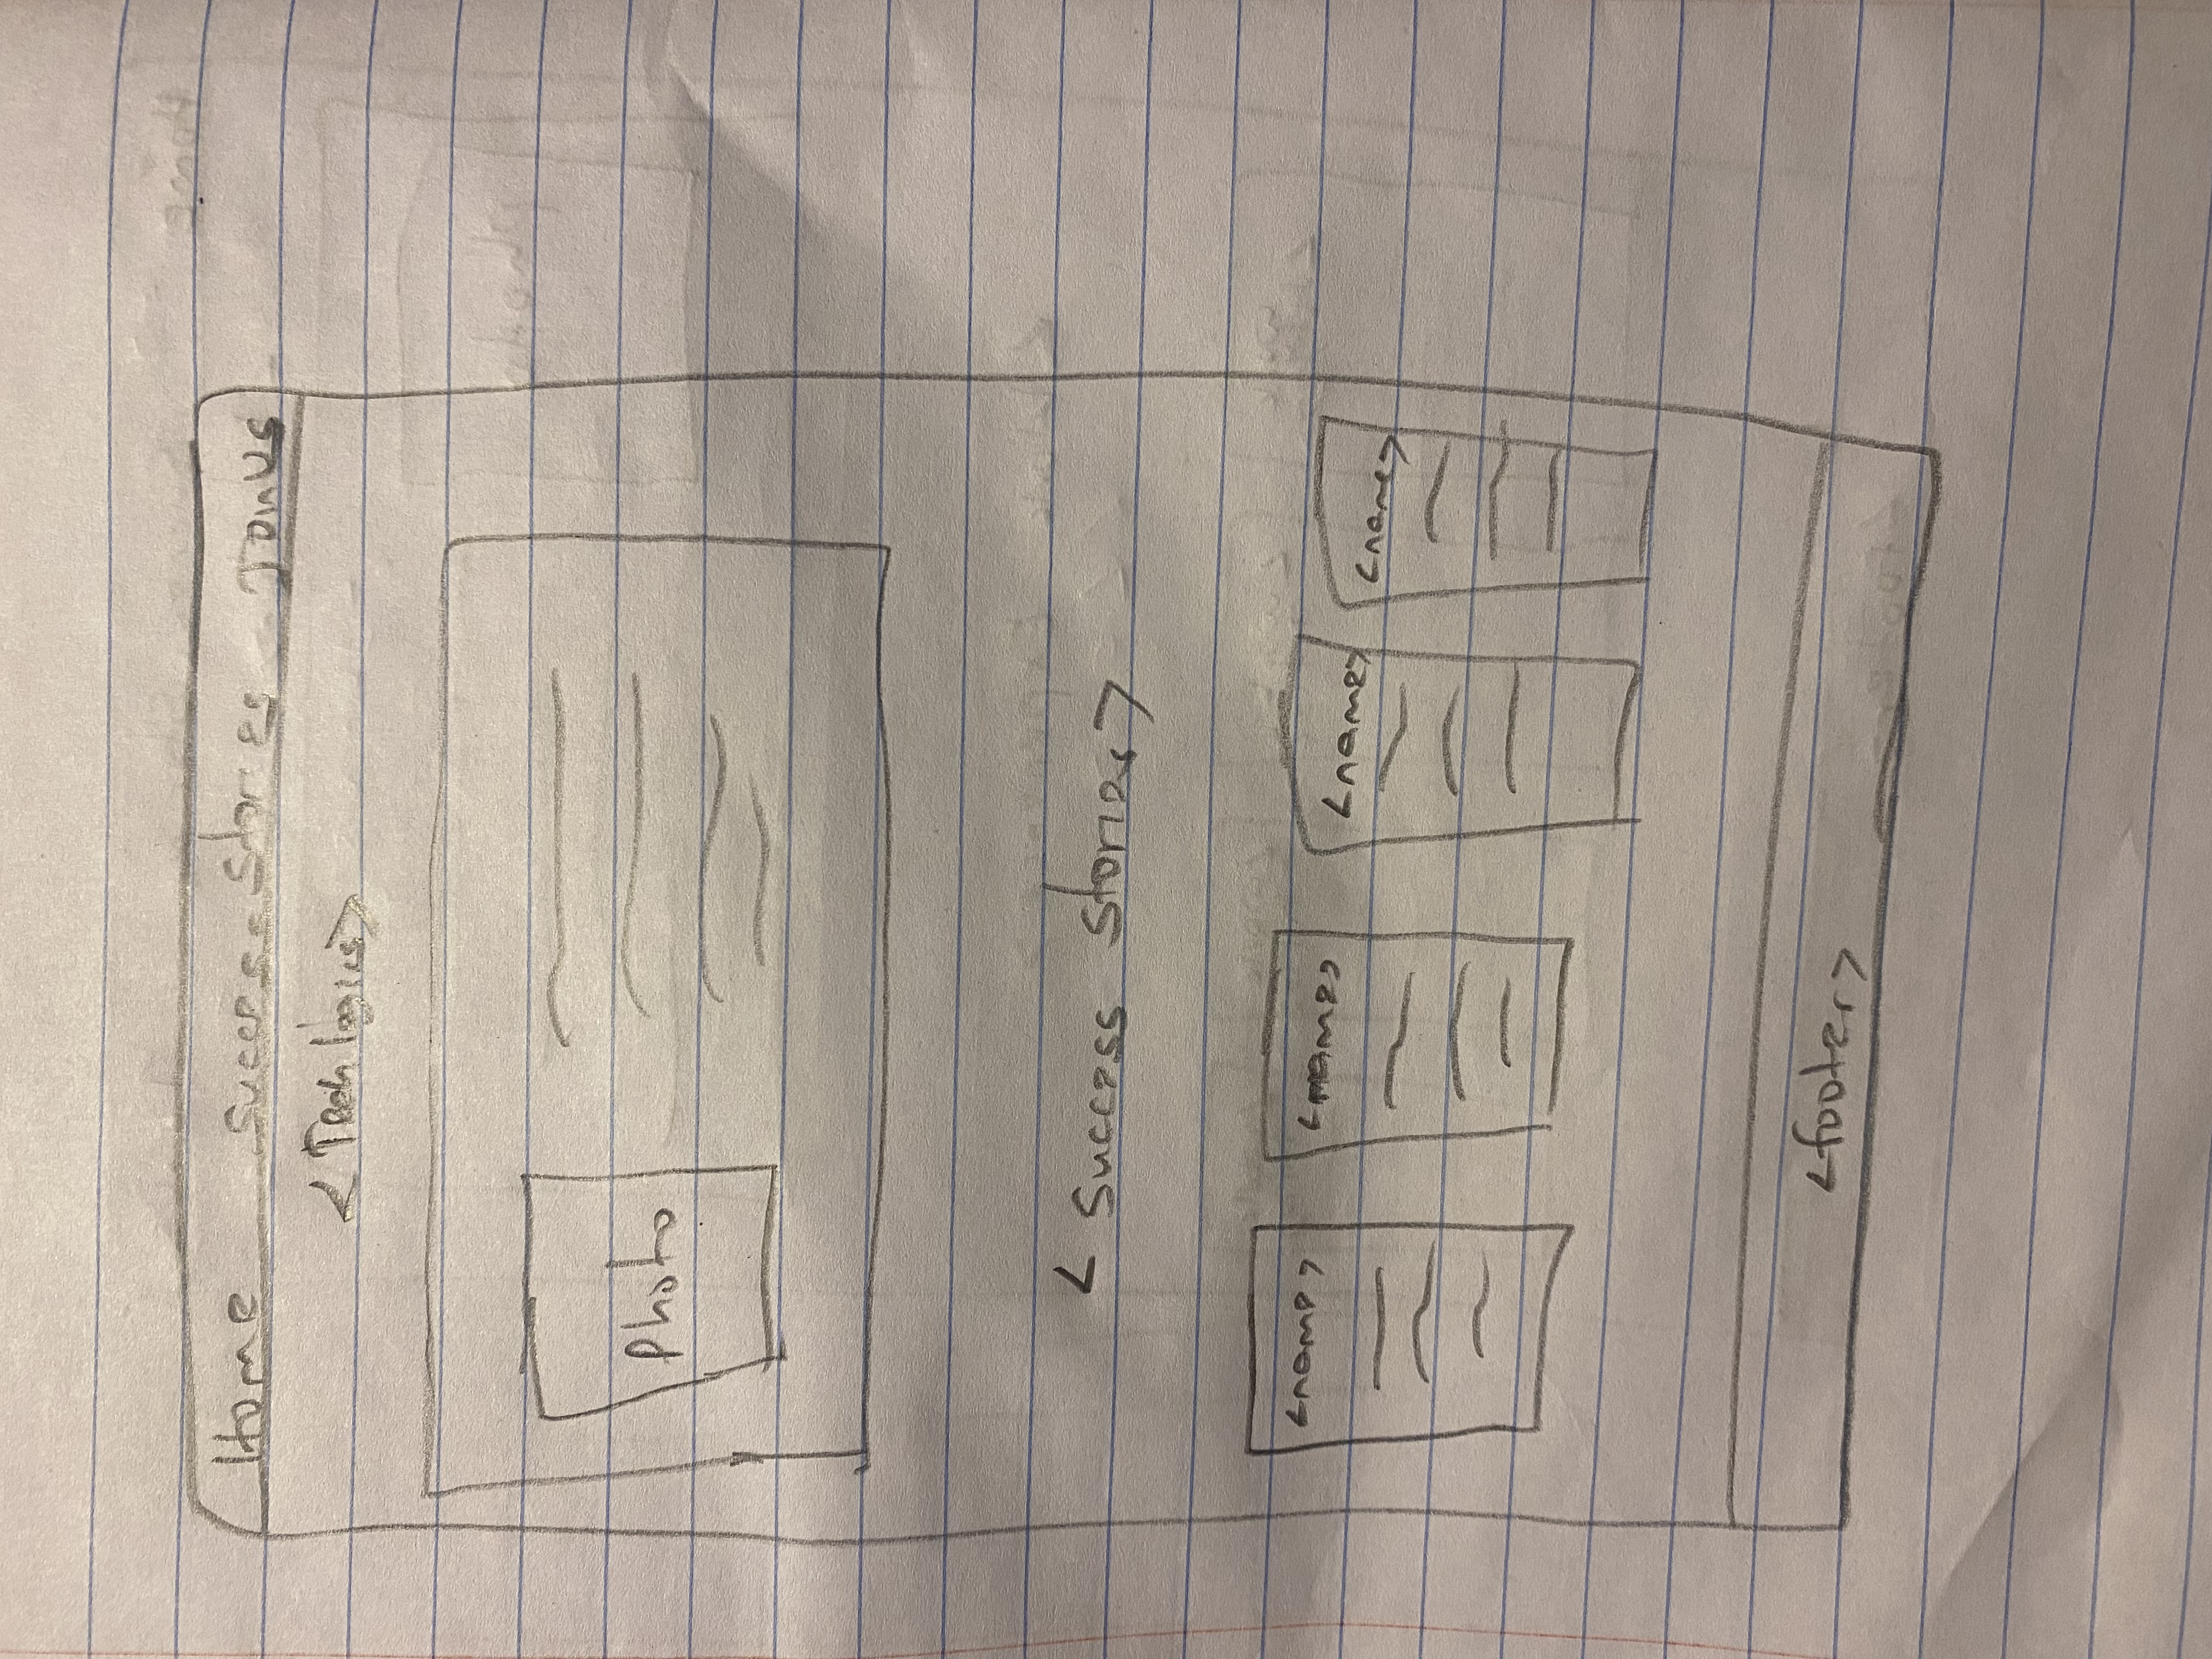 Home Success Stories Join Us
<Tech logics>
Photo
< Success Stories>
<name> <name> <name> <name>
<footer>